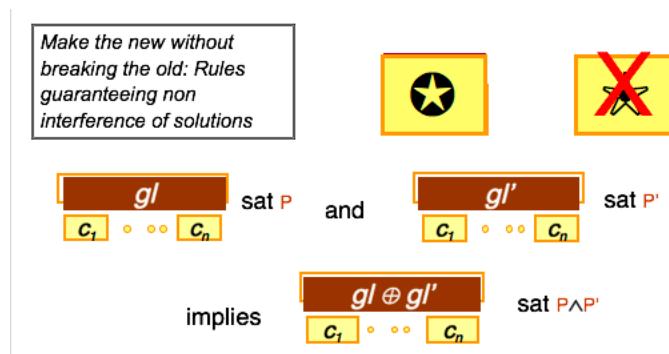 Make the new without
breaking the old: Rules
guaranteeing non
interference of solutions
gl sat P and gl' sat P'
c1 cn c1 cn
implies gl ⊕ gl' sat P∧P'
c1 cn